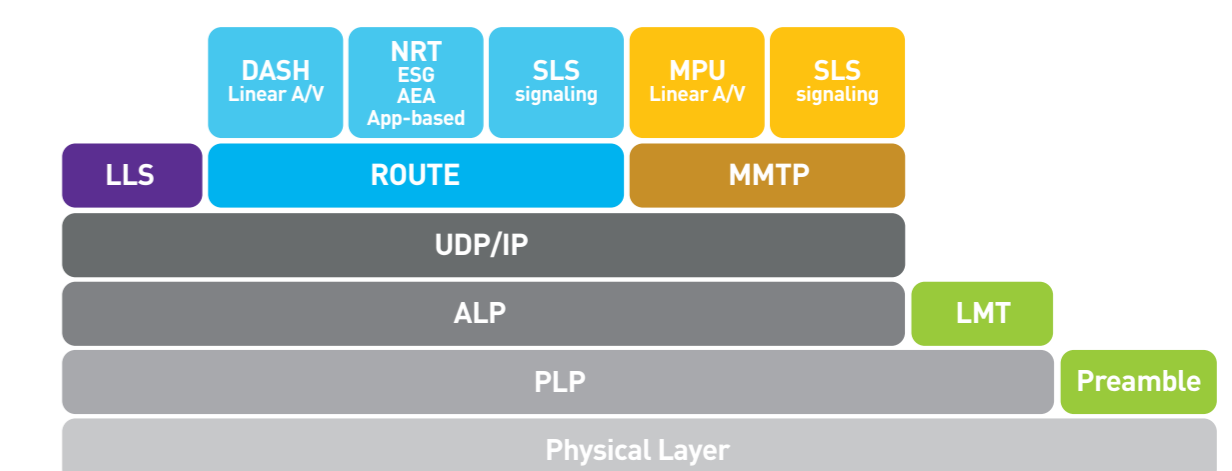 DASH
Linear A/V
NRT
ESG
AEA
App-based
SLS
signaling
MPU
Linear A/V
SLS
signaling
LLS
ROUTE
MMTP
UDP/IP
ALP
LMT
PLP
Preamble
Physical Layer